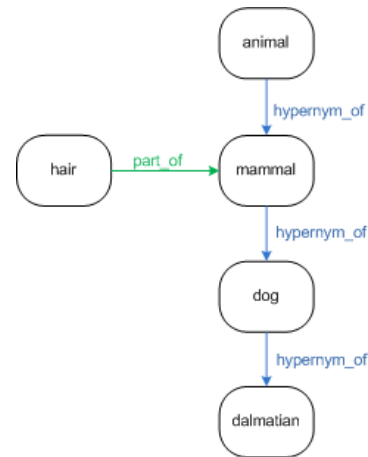 animal
hypernym_of
hair
part_of
mammal
hypernym_of
dog
hypernym_of
dalmatian